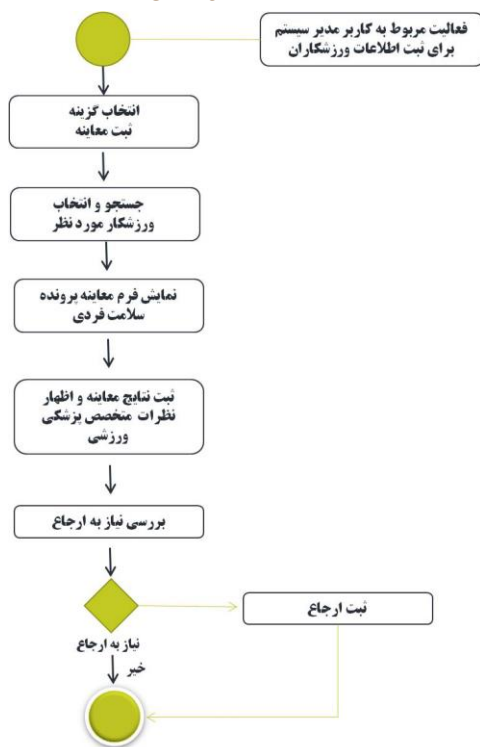 فعالیت مربوط به کاربر مدیر سیستم
برای ثبت اطلاعات ورزشکاران
انتخاب گزینه
ثبت معاینه
جستجو و انتخاب
ورزشکار مورد نظر
نمایش فرم معاینه پرونده
سلامت فردی
ثبت نتایج معاینه و اظهار
نظرات متخصص پزشکی
ورزشی
بررسی نیاز به ارجاع
ثبت ارجاع
نیاز به ارجاع
خیر